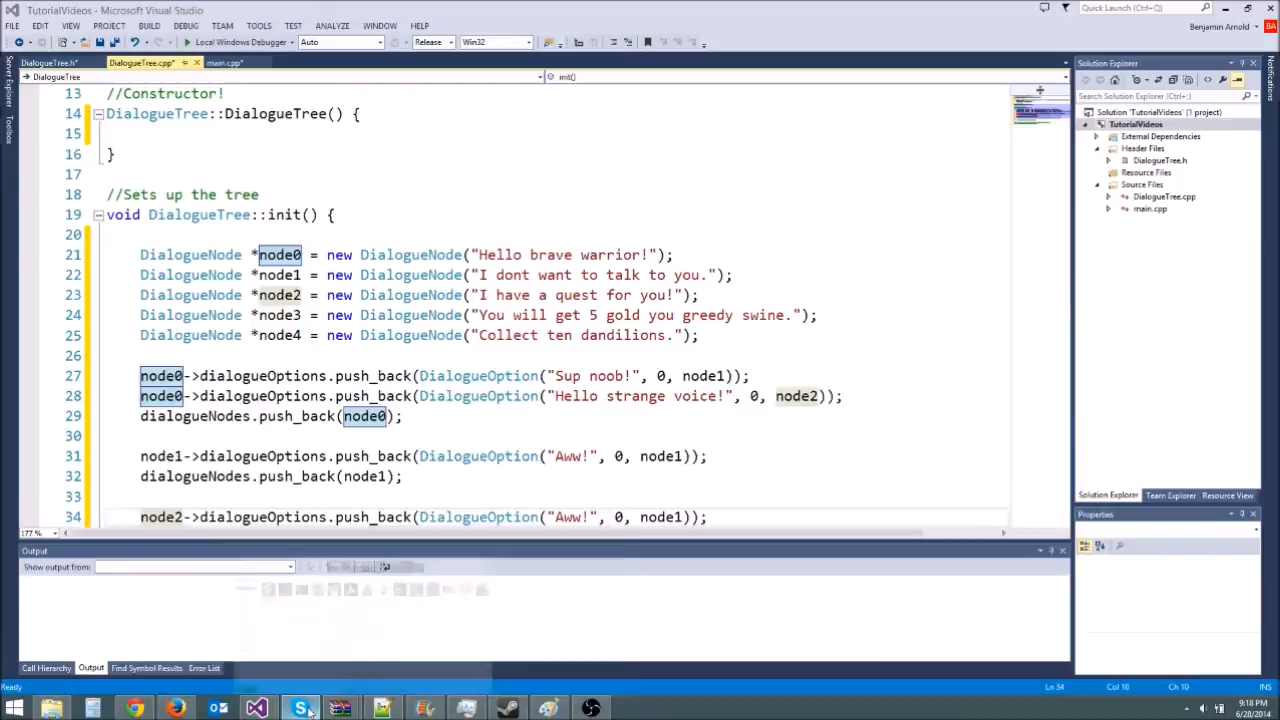 TutorialVideos - Microsoft Visual Studio
Quick Launch (Ctrl+Q)
FILE EDIT VIEW PROJECT BUILD DEBUG TEAM TOOLS TEST ANALYZE WINDOW HELP
Benjamin Arnold BA
Local Windows Debugger Auto Release Win32
Server Explorer
Toolbox
DialogueTree.h* DialogueTree.cpp* main.cpp*
DialogueTree init()
13 //Constructor!
14 DialogueTree::DialogueTree() {
15
16 }
17
18 //Sets up the tree
19 void DialogueTree::init() {
20
21 DialogueNode *node0 = new DialogueNode("Hello brave warrior!");
22 DialogueNode *node1 = new DialogueNode("I dont want to talk to you.");
23 DialogueNode *node2 = new DialogueNode("I have a quest for you!");
24 DialogueNode *node3 = new DialogueNode("You will get 5 gold you greedy swine.");
25 DialogueNode *node4 = new DialogueNode("Collect ten dandilions.");
26
27 node0->dialogueOptions.push_back(DialogueOption("Sup noob!", 0, node1));
28 node0->dialogueOptions.push_back(DialogueOption("Hello strange voice!", 0, node2));
29 dialogueNodes.push_back(node0);
30
31 node1->dialogueOptions.push_back(DialogueOption("Aww!", 0, node1));
32 dialogueNodes.push_back(node1);
33
34 node2->dialogueOptions.push_back(DialogueOption("Aww!", 0, node1));
177 %
Solution Explorer
Search Solution Explorer (Ctrl+;)
Solution 'TutorialVideos' (1 project)
TutorialVideos
External Dependencies
Header Files
DialogueTree.h
Resource Files
Source Files
DialogueTree.cpp
main.cpp
Solution Explorer Team Explorer Resource View
Properties
Notifications
Output
Show output from:
Call Hierarchy Output Find Symbol Results Error List
Ready Ln 34 Col 10 Ch 10 INS
9:18 PM
6/28/2014